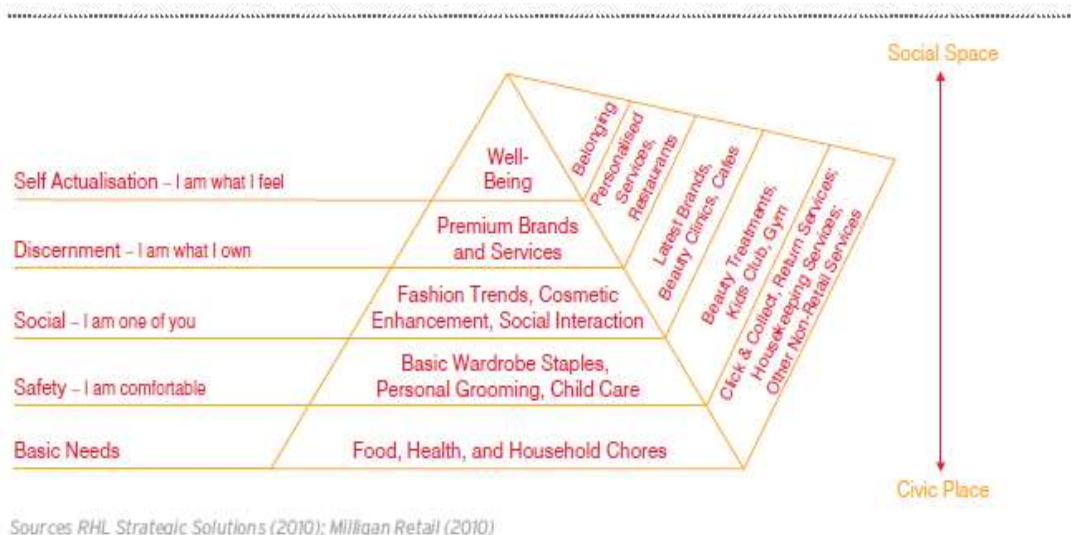 Social Space
Belonging
Personalised
Services,
Restaurants
Latest Brands,
Beauty Clinics, Cafes
Beauty Treatments;
Kids Club, Gym
Click & Collect, Return Services;
Housekeeping Services;
Other Non-Retail Services
Well-
Being
Self Actualisation – I am what I feel
Premium Brands
and Services
Discernment – I am what I own
Fashion Trends, Cosmetic
Enhancement, Social Interaction
Social – I am one of you
Basic Wardrobe Staples,
Personal Grooming, Child Care
Safety – I am comfortable
Basic Needs
Food, Health, and Household Chores
Civic Place
Sources RHL Strategic Solutions (2010); Milligan Retail (2010)